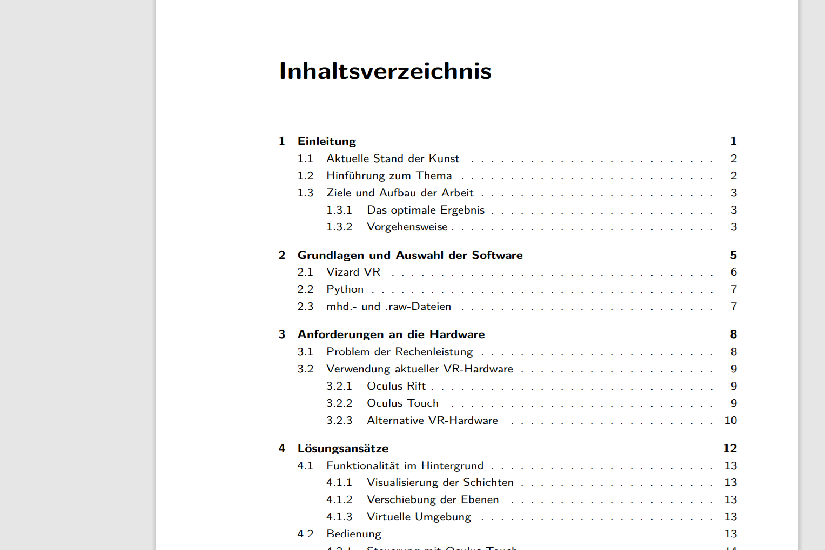 Inhaltsverzeichnis
1 Einleitung 1
1.1 Aktuelle Stand der Kunst . . . . . . . . . . . . . . . . . . . . . . . . . 2
1.2 Hinführung zum Thema . . . . . . . . . . . . . . . . . . . . . . . . . . 2
1.3 Ziele und Aufbau der Arbeit . . . . . . . . . . . . . . . . . . . . . . . . 3
1.3.1 Das optimale Ergebnis . . . . . . . . . . . . . . . . . . . . . . . 3
1.3.2 Vorgehensweise . . . . . . . . . . . . . . . . . . . . . . . . . . . 3
2 Grundlagen und Auswahl der Software 5
2.1 Vizard VR . . . . . . . . . . . . . . . . . . . . . . . . . . . . . . . . . 6
2.2 Python . . . . . . . . . . . . . . . . . . . . . . . . . . . . . . . . . . . 7
2.3 mhd.- und .raw-Dateien . . . . . . . . . . . . . . . . . . . . . . . . . . 7
3 Anforderungen an die Hardware 8
3.1 Problem der Rechenleistung . . . . . . . . . . . . . . . . . . . . . . . . 8
3.2 Verwendung aktueller VR-Hardware . . . . . . . . . . . . . . . . . . . . 9
3.2.1 Oculus Rift . . . . . . . . . . . . . . . . . . . . . . . . . . . . . 9
3.2.2 Oculus Touch . . . . . . . . . . . . . . . . . . . . . . . . . . . 9
3.2.3 Alternative VR-Hardware . . . . . . . . . . . . . . . . . . . . . 10
4 Lösungsansätze 12
4.1 Funktionalität im Hintergrund . . . . . . . . . . . . . . . . . . . . . . . 13
4.1.1 Visualisierung der Schichten . . . . . . . . . . . . . . . . . . . . 13
4.1.2 Verschiebung der Ebenen . . . . . . . . . . . . . . . . . . . . . 13
4.1.3 Virtuelle Umgebung . . . . . . . . . . . . . . . . . . . . . . . . 13
4.2 Bedienung 13